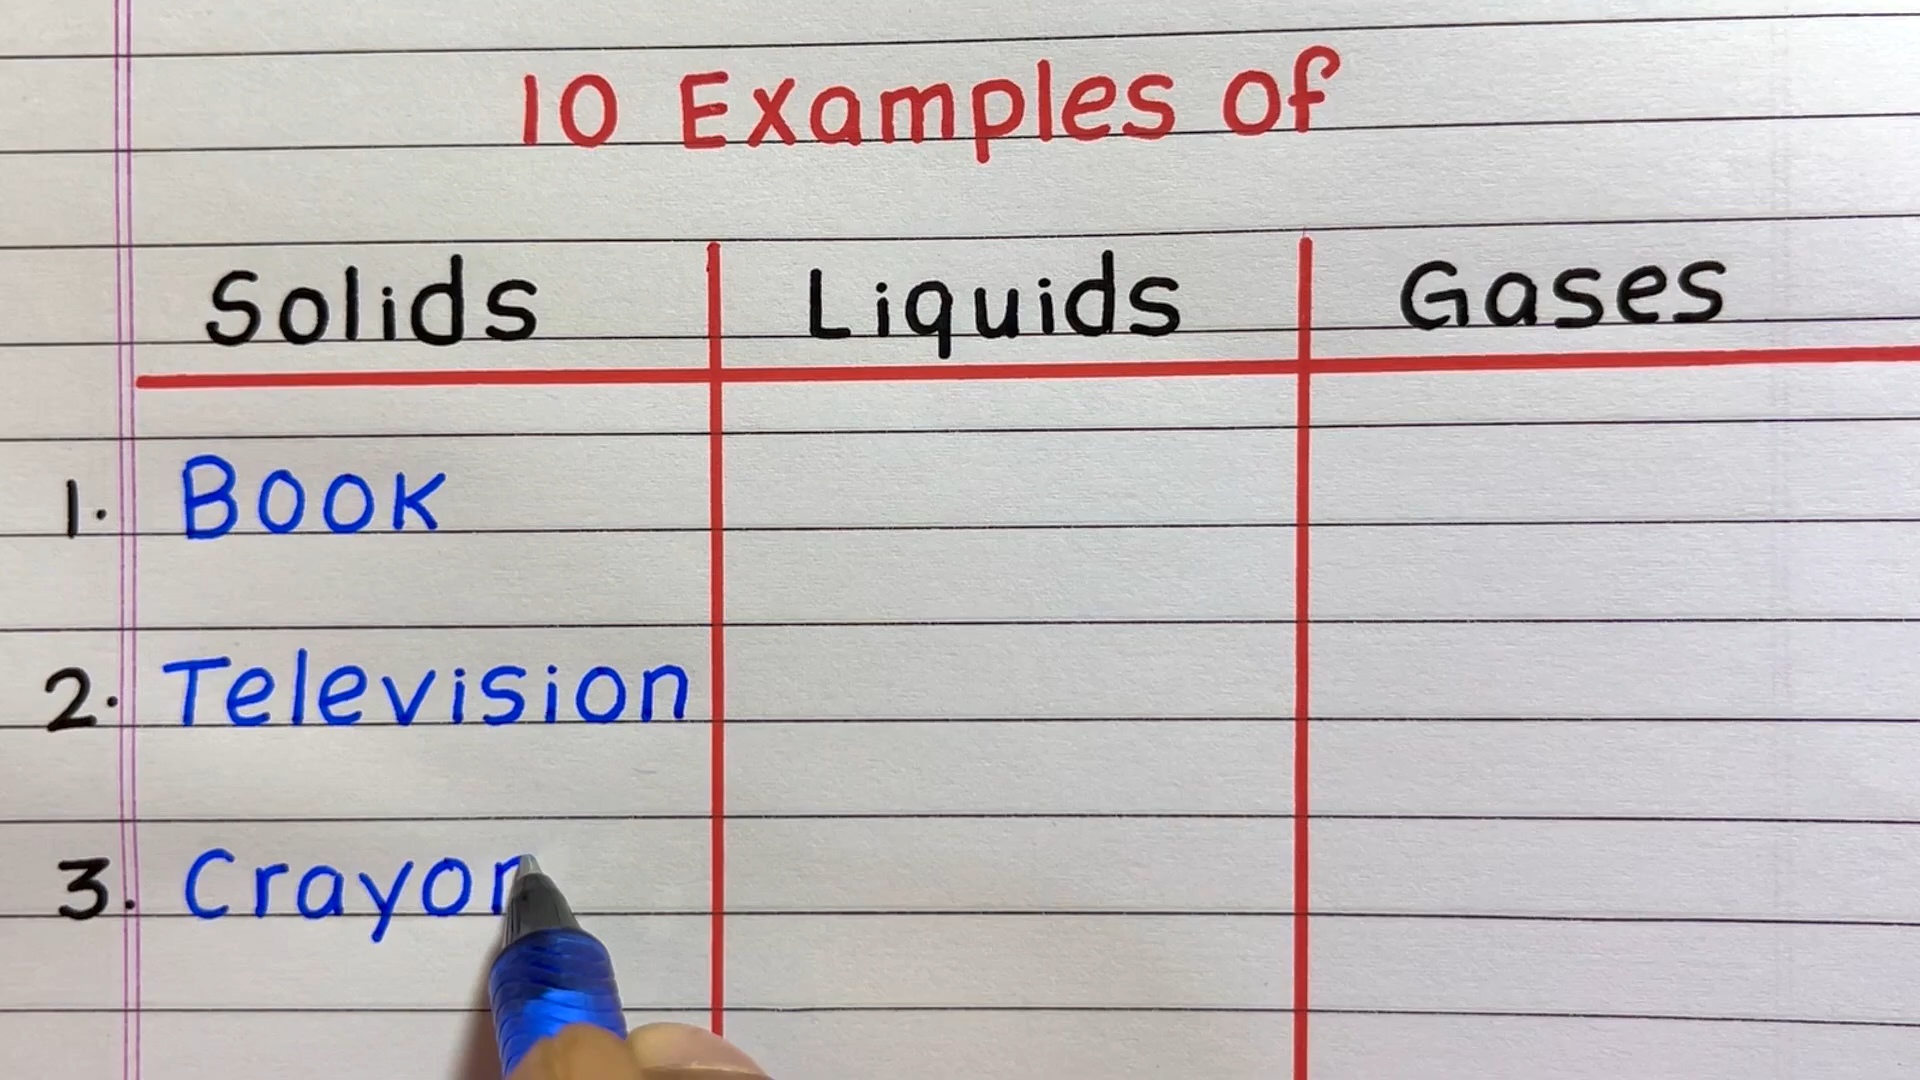 10 Examples of
Solids Liquids Gases
1. Book
2. Television
3. Crayon